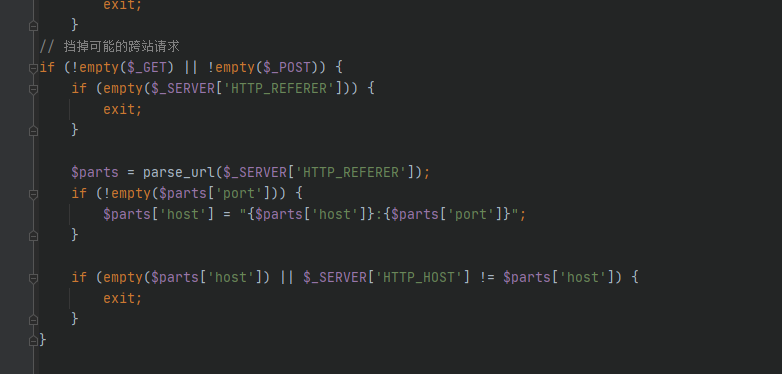 exit;
}
// 挡掉可能的跨站请求
if (!empty($_GET) || !empty($_POST)) {
if (empty($_SERVER['HTTP_REFERER'])) {
exit;
}
$parts = parse_url($_SERVER['HTTP_REFERER']);
if (!empty($parts['port'])) {
$parts['host'] = "{$parts['host']}:{$parts['port']}";
}
if (empty($parts['host']) || $_SERVER['HTTP_HOST'] != $parts['host']) {
exit;
}
}